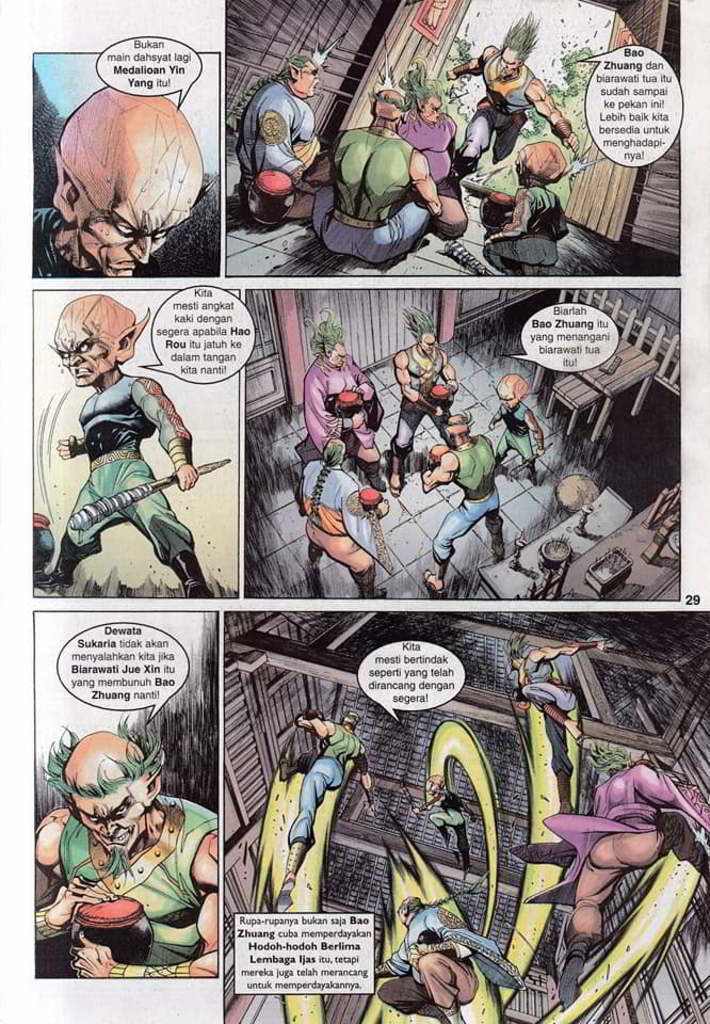 Bukan
main dahsyat lagi
Medalioan Yin
Yang itu!
Bao
Zhuang dan
biarawati tua itu
sudah sampai
ke pekan ini!
Lebih baik kita
bersedia untuk
menghadapi-
nya!
Kita
mesti angkat
kaki dengan
segera apabila Hao
Rou itu jatuh ke
dalam tangan
kita nanti!
Biarlah
Bao Zhuang itu
yang menangani
biarawati tua
itu!
29
Dewata
Sukaria tidak akan
menyalahkan kita jika
Biarawati Jue Xin itu
yang membunuh Bao
Zhuang nanti!
Kita
mesti bertindak
seperti yang telah
dirancang dengan
segera!
Rupa-rupanya bukan saja Bao
Zhuang cuba memperdayakan
Hodoh-hodoh Berlima
Lembaga Ijas itu, tetapi
mereka juga telah merancang
untuk memperdayakannya.